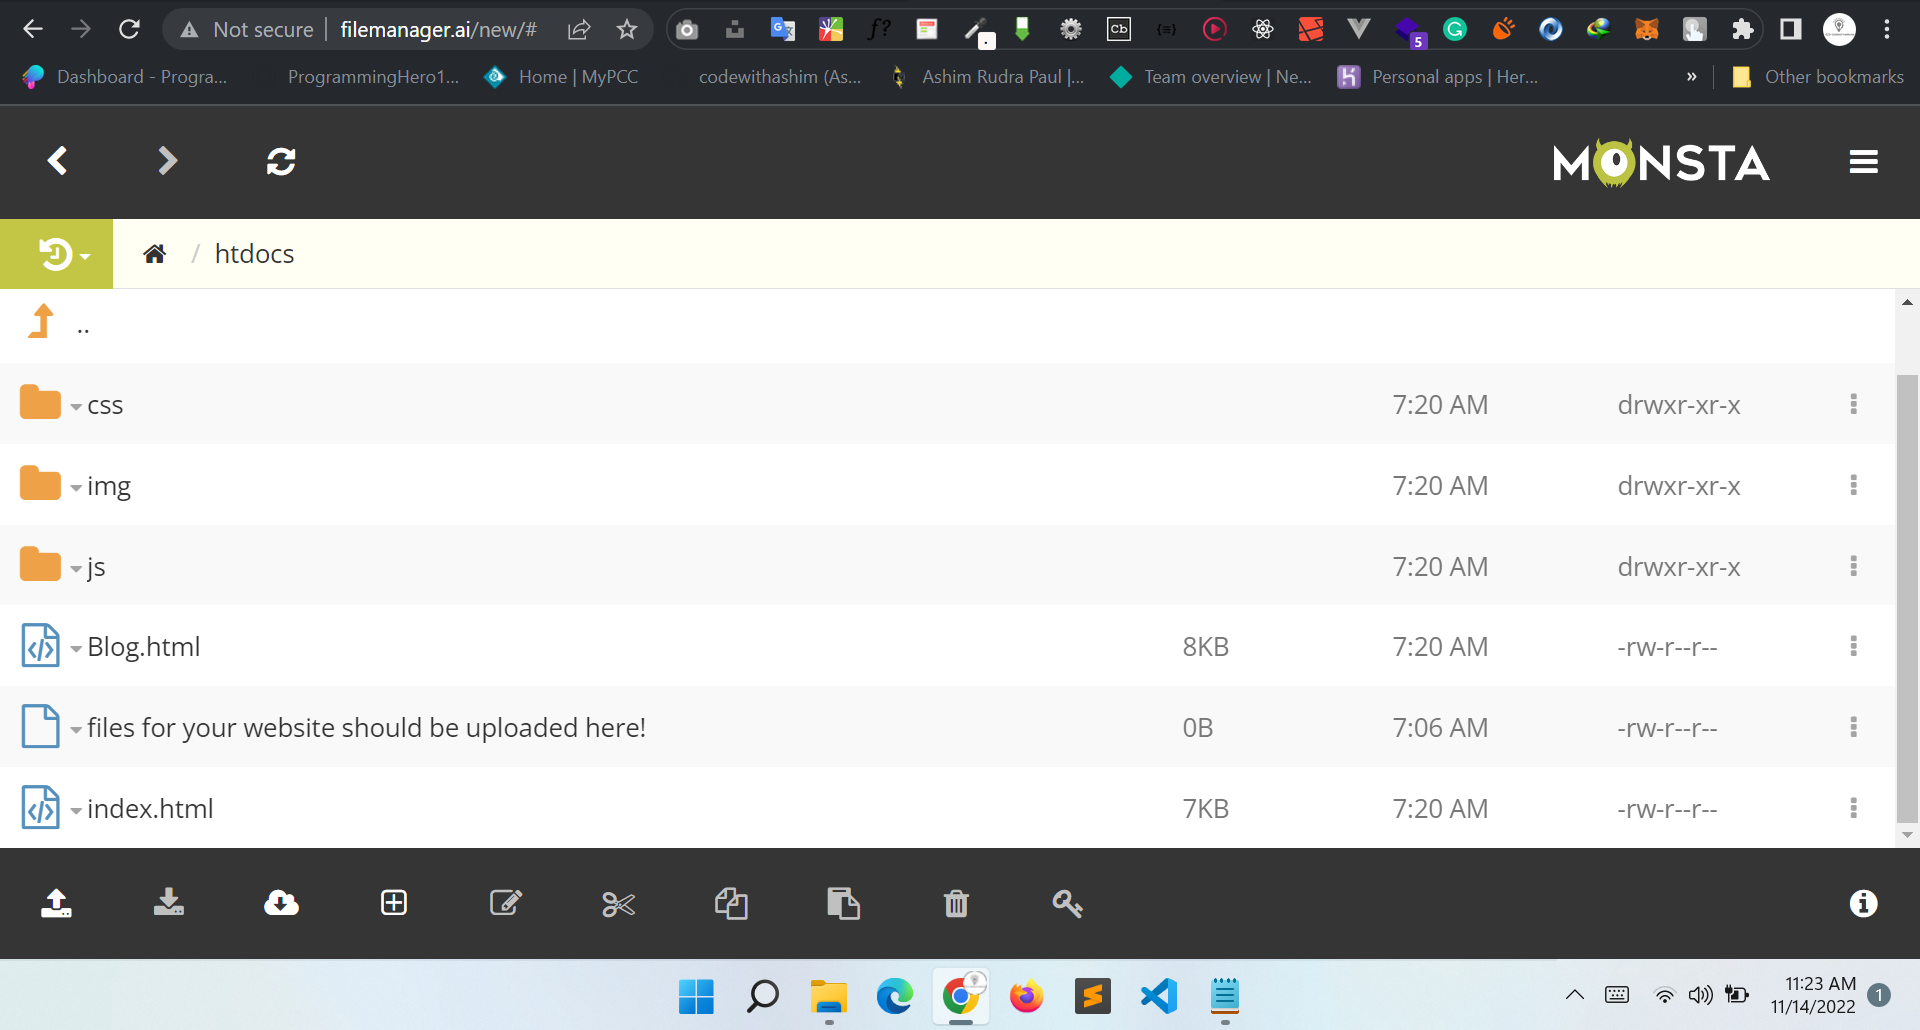 Not secure | filemanager.ai/new/#
5
Dashboard - Progra... ProgrammingHero1... Home | MyPCC codewithashim (As... Ashim Rudra Paul |... Team overview | Ne... Personal apps | Her... » Other bookmarks
MONSTA
/ htdocs
..
css 7:20 AM drwxr-xr-x
img 7:20 AM drwxr-xr-x
js 7:20 AM drwxr-xr-x
Blog.html 8KB 7:20 AM -rw-r--r--
files for your website should be uploaded here! 0B 7:06 AM -rw-r--r--
index.html 7KB 7:20 AM -rw-r--r--
11:23 AM
11/14/2022
1